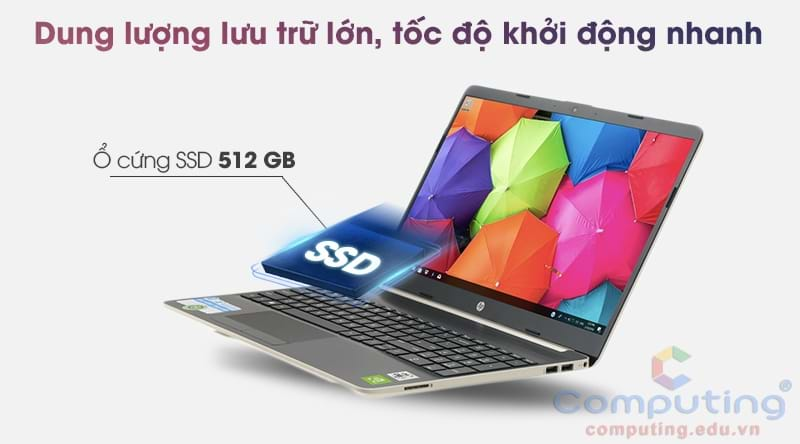 Dung lượng lưu trữ lớn, tốc độ khởi động nhanh
Ổ cứng SSD 512 GB
SSD
hp
Computing®
computing.edu.vn